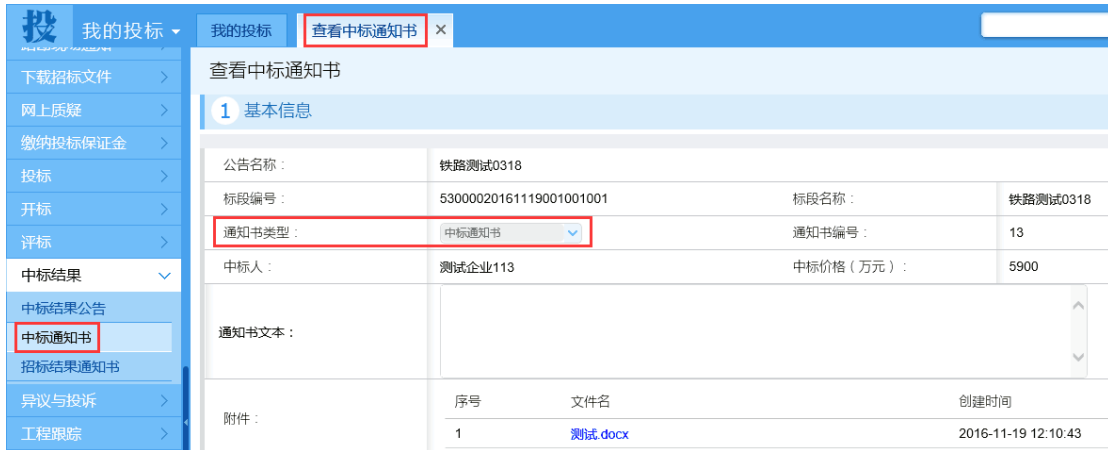 投 我的投标
我的投标 查看中标通知书 ×
下载招标文件
网上质疑
缴纳投标保证金
投标
开标
评标
中标结果
中标结果公告
中标通知书
招标结果通知书
异议与投诉
工程跟踪
查看中标通知书
1 基本信息
公告名称： 铁路测试0318
标段编号： 53000020161119001001001 标段名称： 铁路测试0318
通知书类型： 中标通知书 通知书编号： 13
中标人： 测试企业113 中标价格（万元）： 5900
通知书文本：
附件：
序号 文件名 创建时间
1 测试.docx 2016-11-19 12:10:43